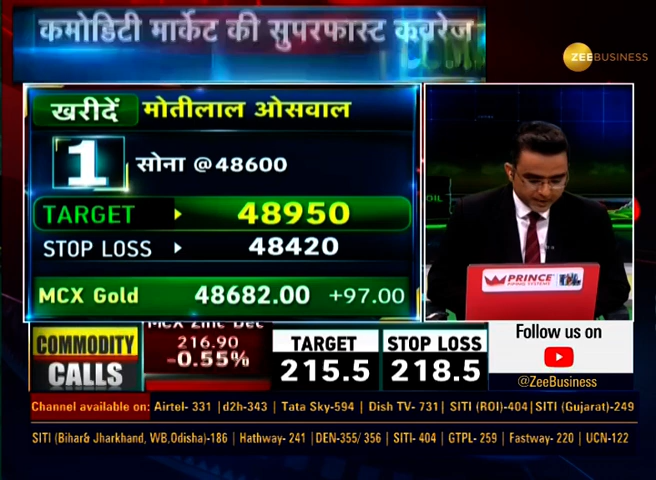 कमोडिटी मार्केट की सुपरफास्ट कवरेज
ZEEBUSINESS
खरीदें मोतीलाल ओसवाल
1 सोना @48600
TARGET 48950
STOP LOSS 48420
MCX Gold 48682.00 +97.00
OIL
PRINCE
PIPING SYSTEMS
COMMODITY CALLS
MCX Zinc Dec
216.90
-0.55%
TARGET
215.5
STOP LOSS
218.5
Follow us on
@ZeeBusiness
Channel available on: Airtel- 331 | d2h-343 | Tata Sky-594 | Dish TV- 731| SITI (ROI)-404| SITI (Gujarat)-249
SITI (Bihar& Jharkhand, WB,Odisha)-186 | Hathway- 241 |DEN-355/ 356 | SITI- 404 | GTPL- 259 | Fastway- 220 | UCN-122